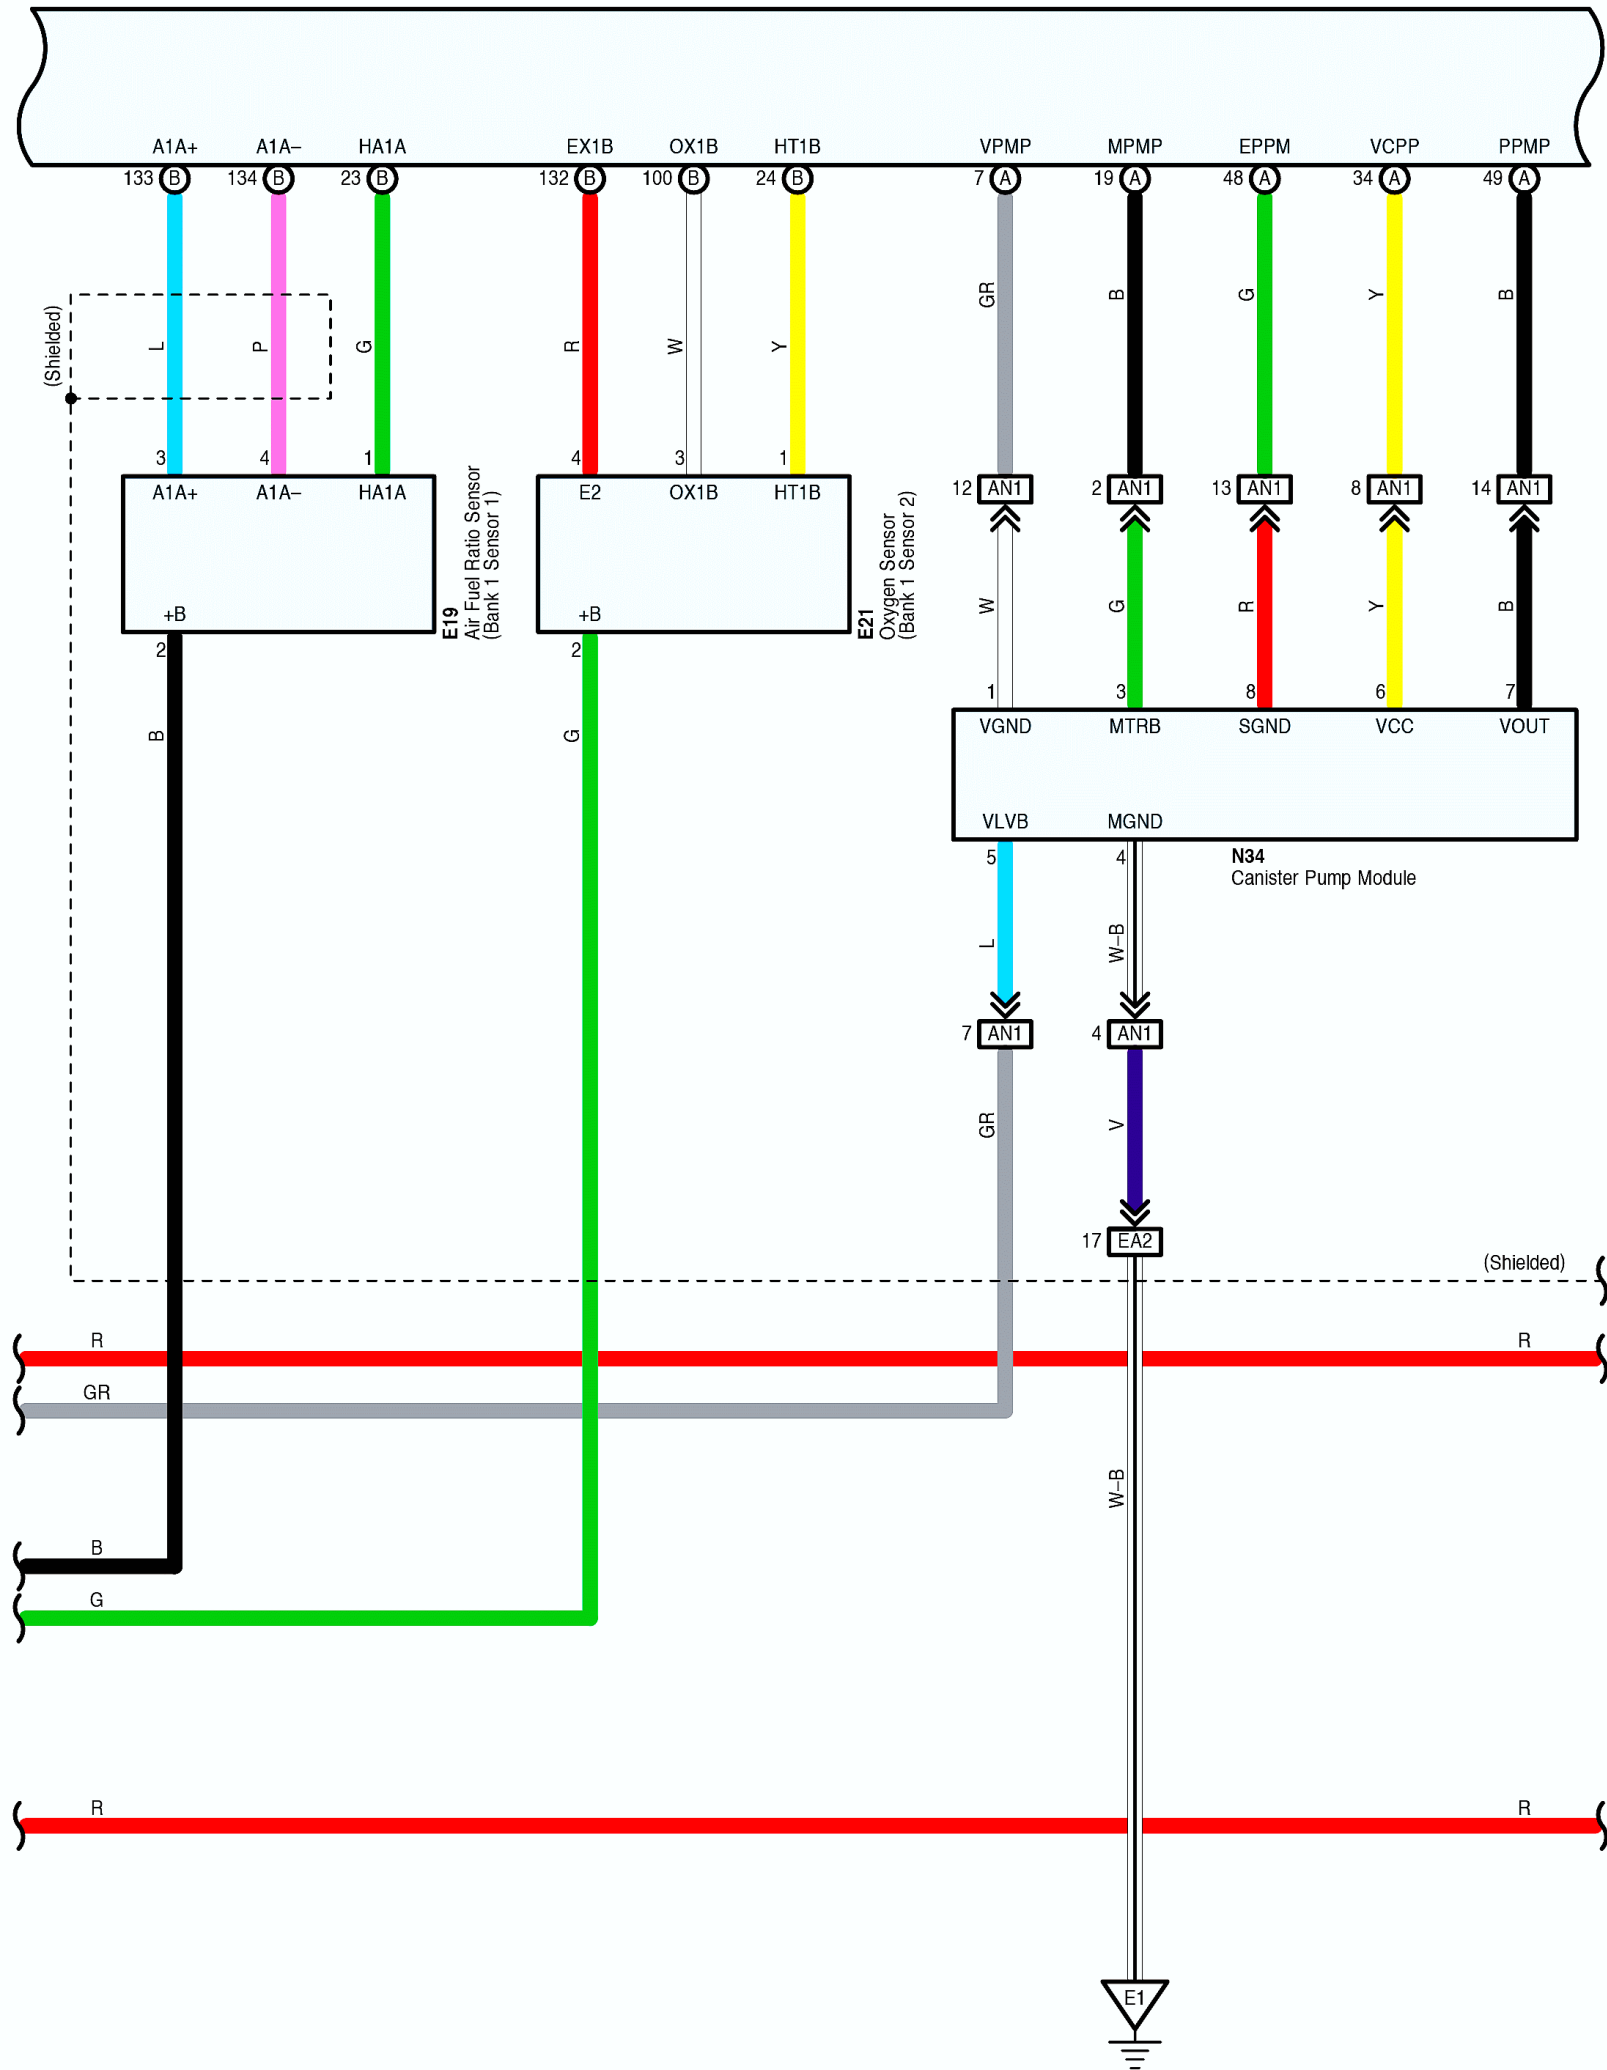 A1A+ A1A– HA1A EX1B OX1B HT1B VPMP MPMP EPPM VCPP PPMP
133 B 134 B 23 B 132 B 100 B 24 B 7 A 19 A 48 A 34 A 49 A
GR B G Y B
(Shielded)
L P G R W Y
3 4 1 4 3 1
12 AN1 2 AN1 13 AN1 8 AN1 14 AN1
A1A+ A1A– HA1A
+B
E19
Air Fuel Ratio Sensor
(Bank 1 Sensor 1)
E2 OX1B HT1B
+B
E21
Oxygen Sensor
(Bank 1 Sensor 2)
W G R Y B
2 2
1 3 8 6 7
VGND MTRB SGND VCC VOUT
B G
VLVB MGND
5 4
N34
Canister Pump Module
L W–B
7 AN1 4 AN1
GR V
17 EA2
(Shielded)
R R
GR
W–B
B
G
R R
E1